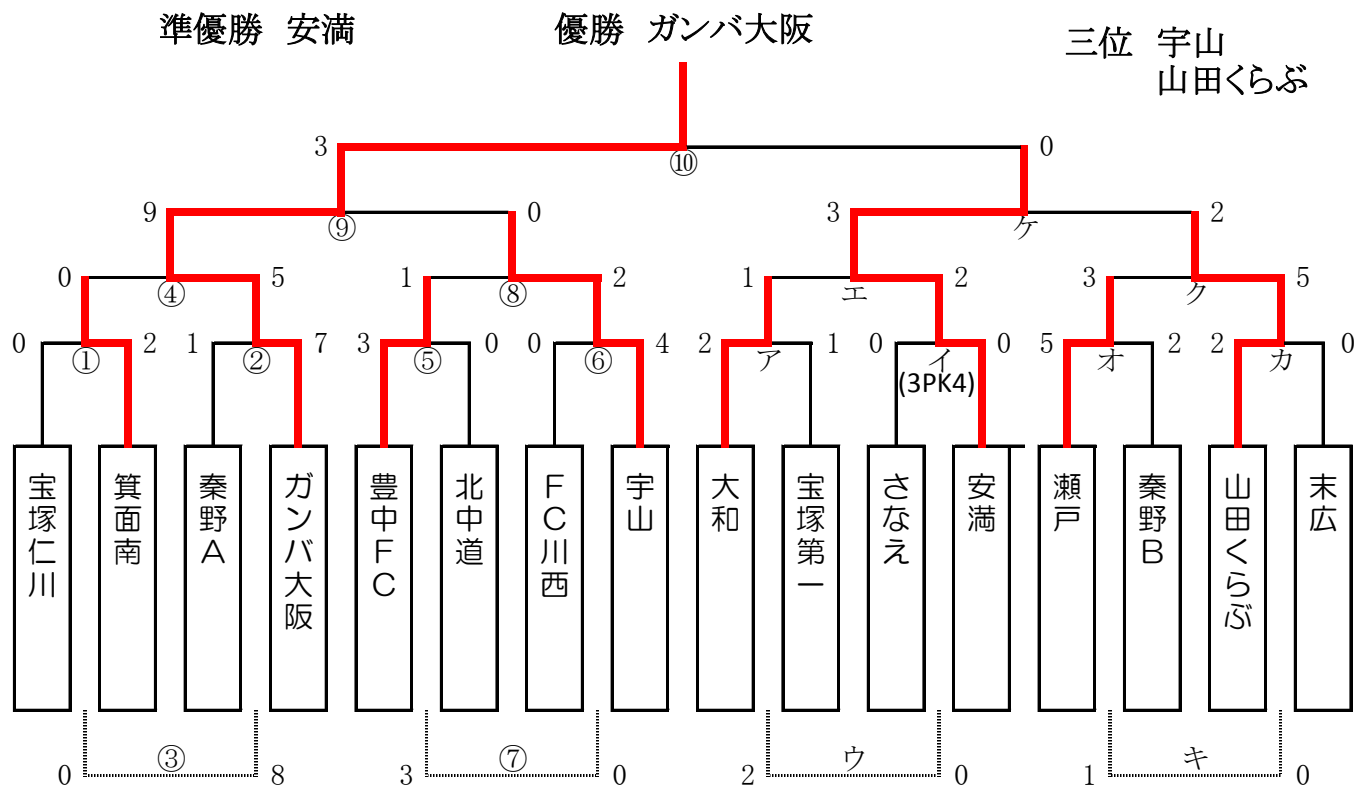 準優勝 安満
優勝 ガンバ大阪
三位 宇山
山田くらぶ
3 ⑩ 0
9 ⑨ 0 3 ケ 2
0 ④ 5 1 ⑧ 2 1 エ 2 3 ク 5
0 ① 2 1 ② 7 3 ⑤ 0 0 ⑥ 4 2 ア 1 0 イ 0 5 オ 2 2 カ 0
(3PK4)
宝塚仁川
箕面南
秦野A
ガンバ大阪
豊中FC
北中道
FC川西
宇山
大和
宝塚第一
さなえ
安満
瀬戸
秦野B
山田くらぶ
末広
0 ③ 8 3 ⑦ 0 2 ウ 0 1 キ 0